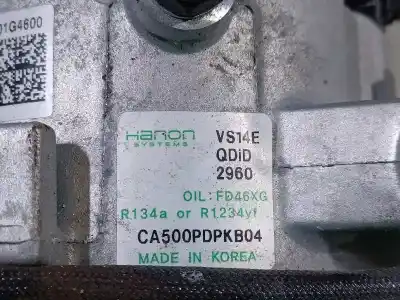 01G4600
HANON VS14E
SYSTEMS QDiD
2960
OIL:FD46XG
R134a or R1234yf
CA500PDPKB04
MADE IN KOREA